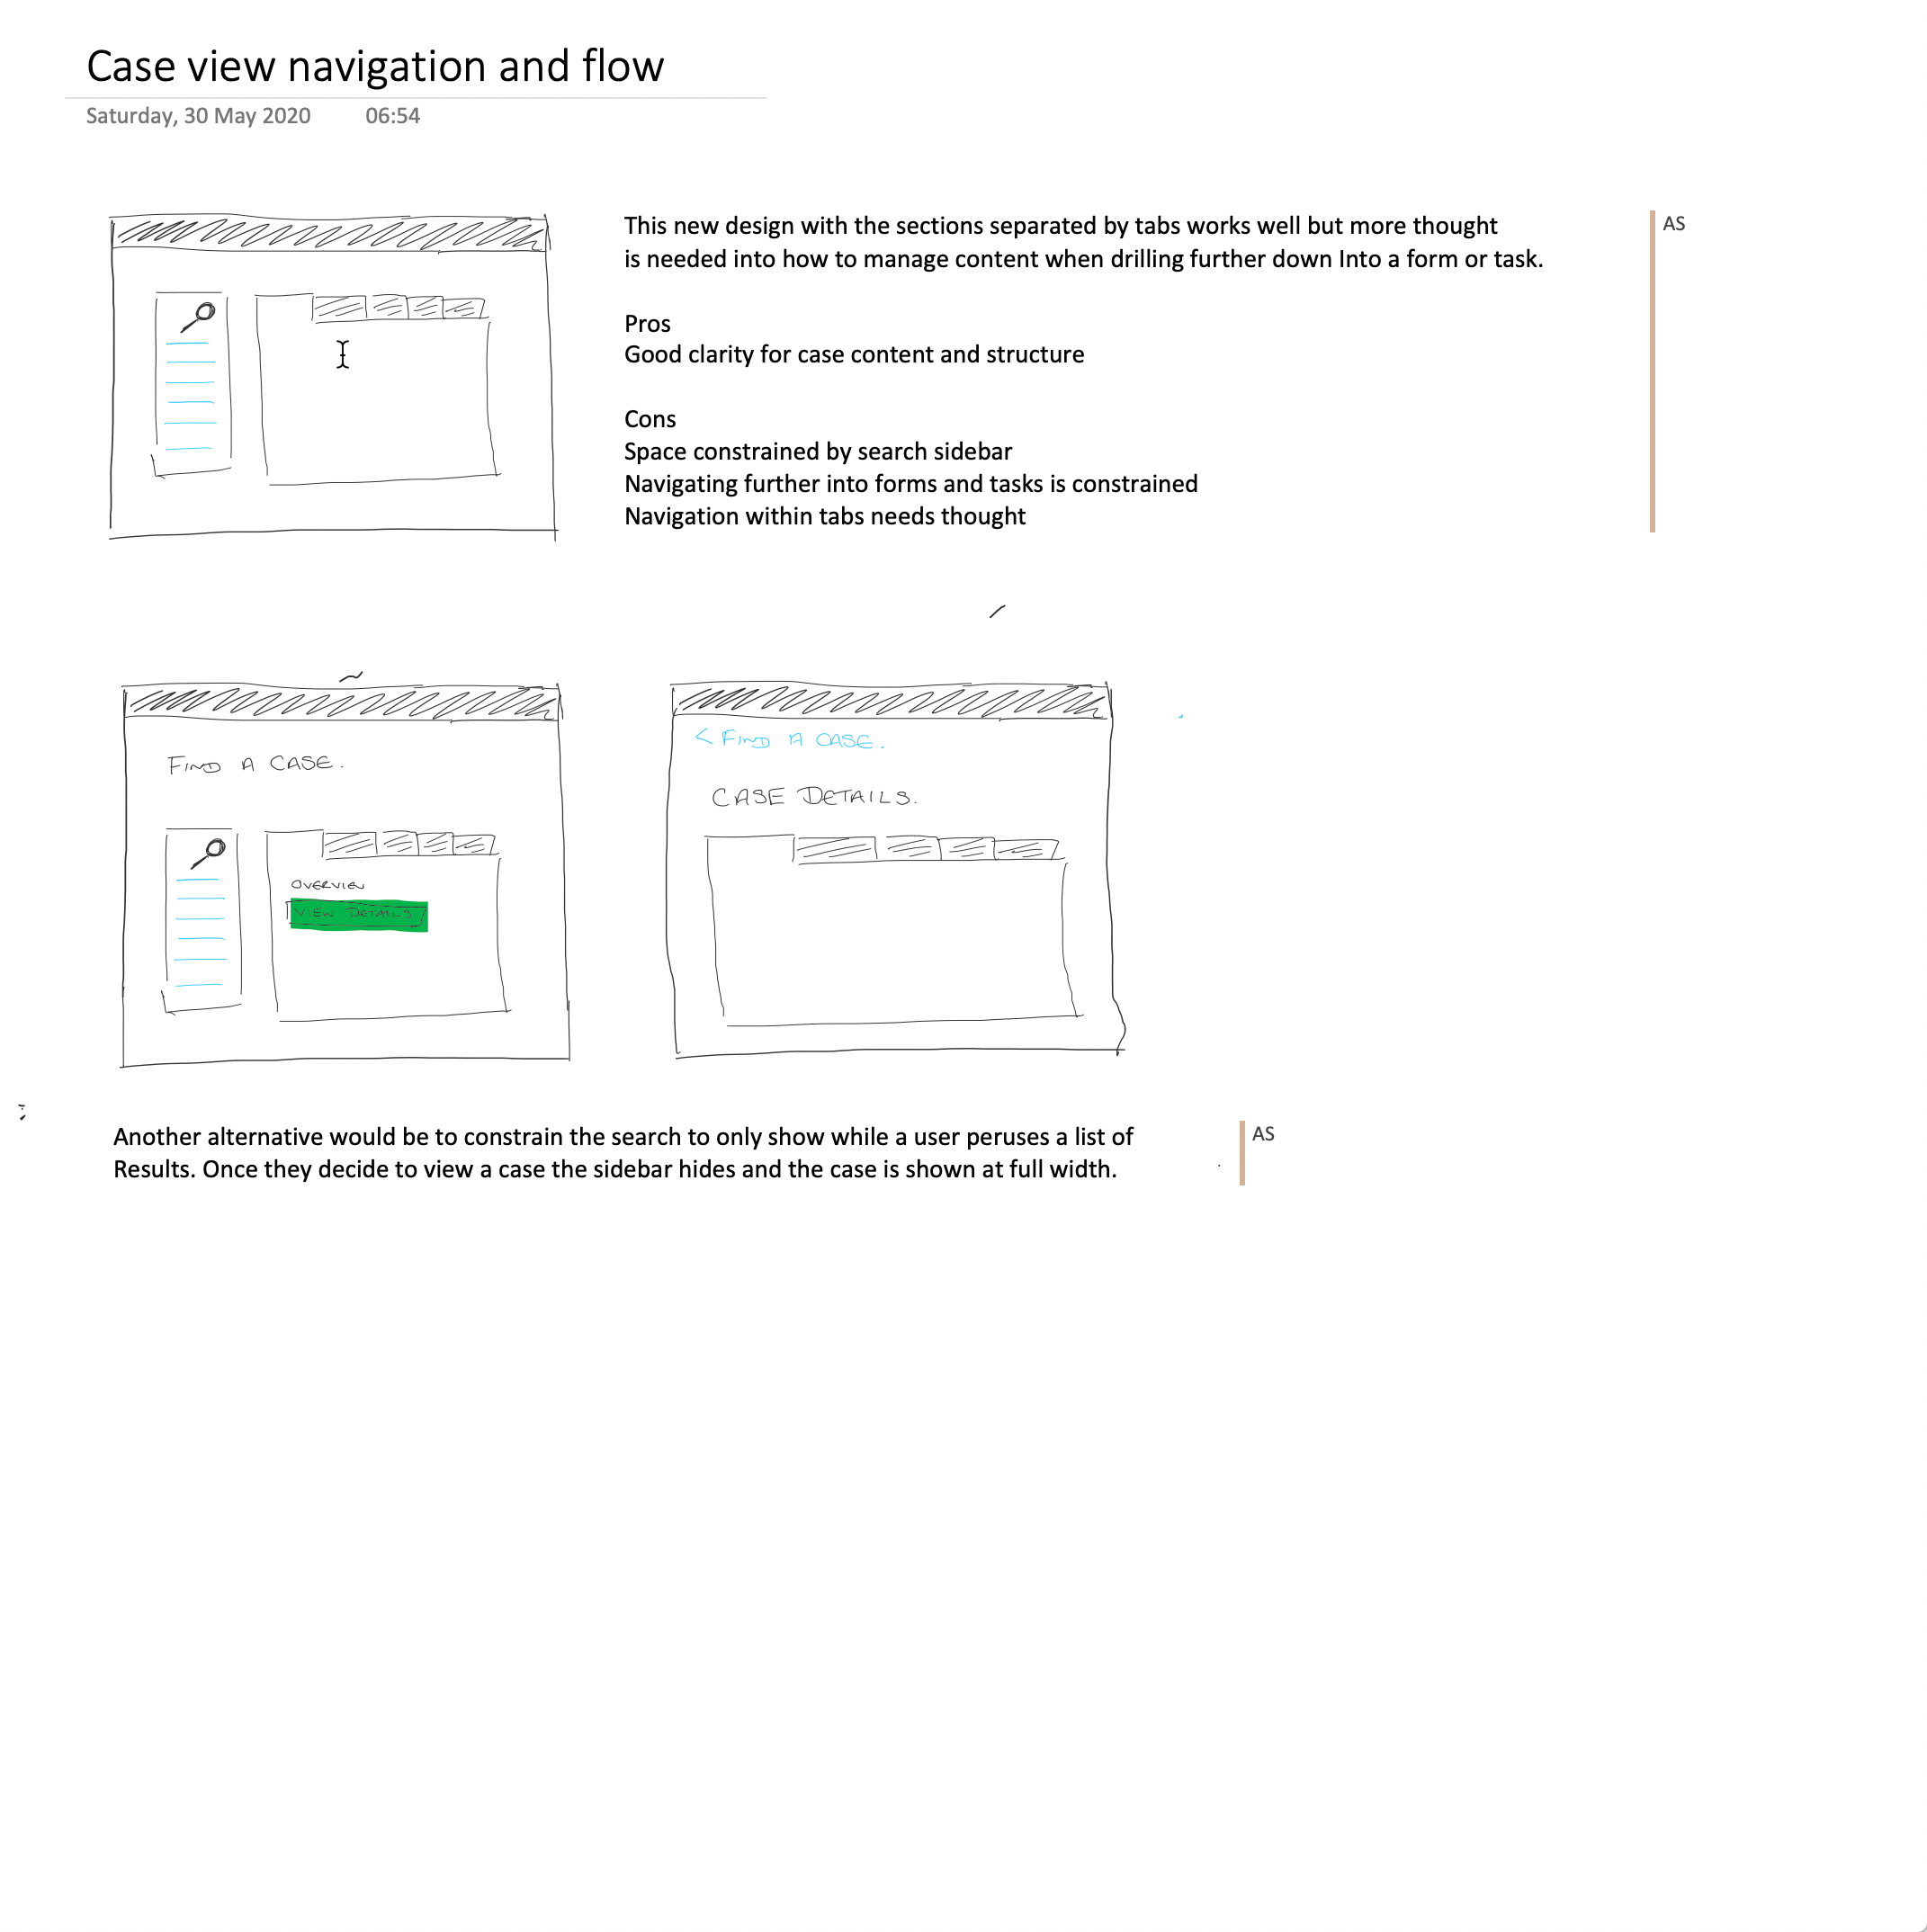 Case view navigation and flow
Saturday, 30 May 2020 06:54
This new design with the sections separated by tabs works well but more thought
is needed into how to manage content when drilling further down Into a form or task.
AS
Pros
Good clarity for case content and structure
Cons
Space constrained by search sidebar
Navigating further into forms and tasks is constrained
Navigation within tabs needs thought
FIND A CASE.
OVERVIEW
VIEW DETAILS
< FIND A CASE.
CASE DETAILS.
Another alternative would be to constrain the search to only show while a user peruses a list of
Results. Once they decide to view a case the sidebar hides and the case is shown at full width.
AS